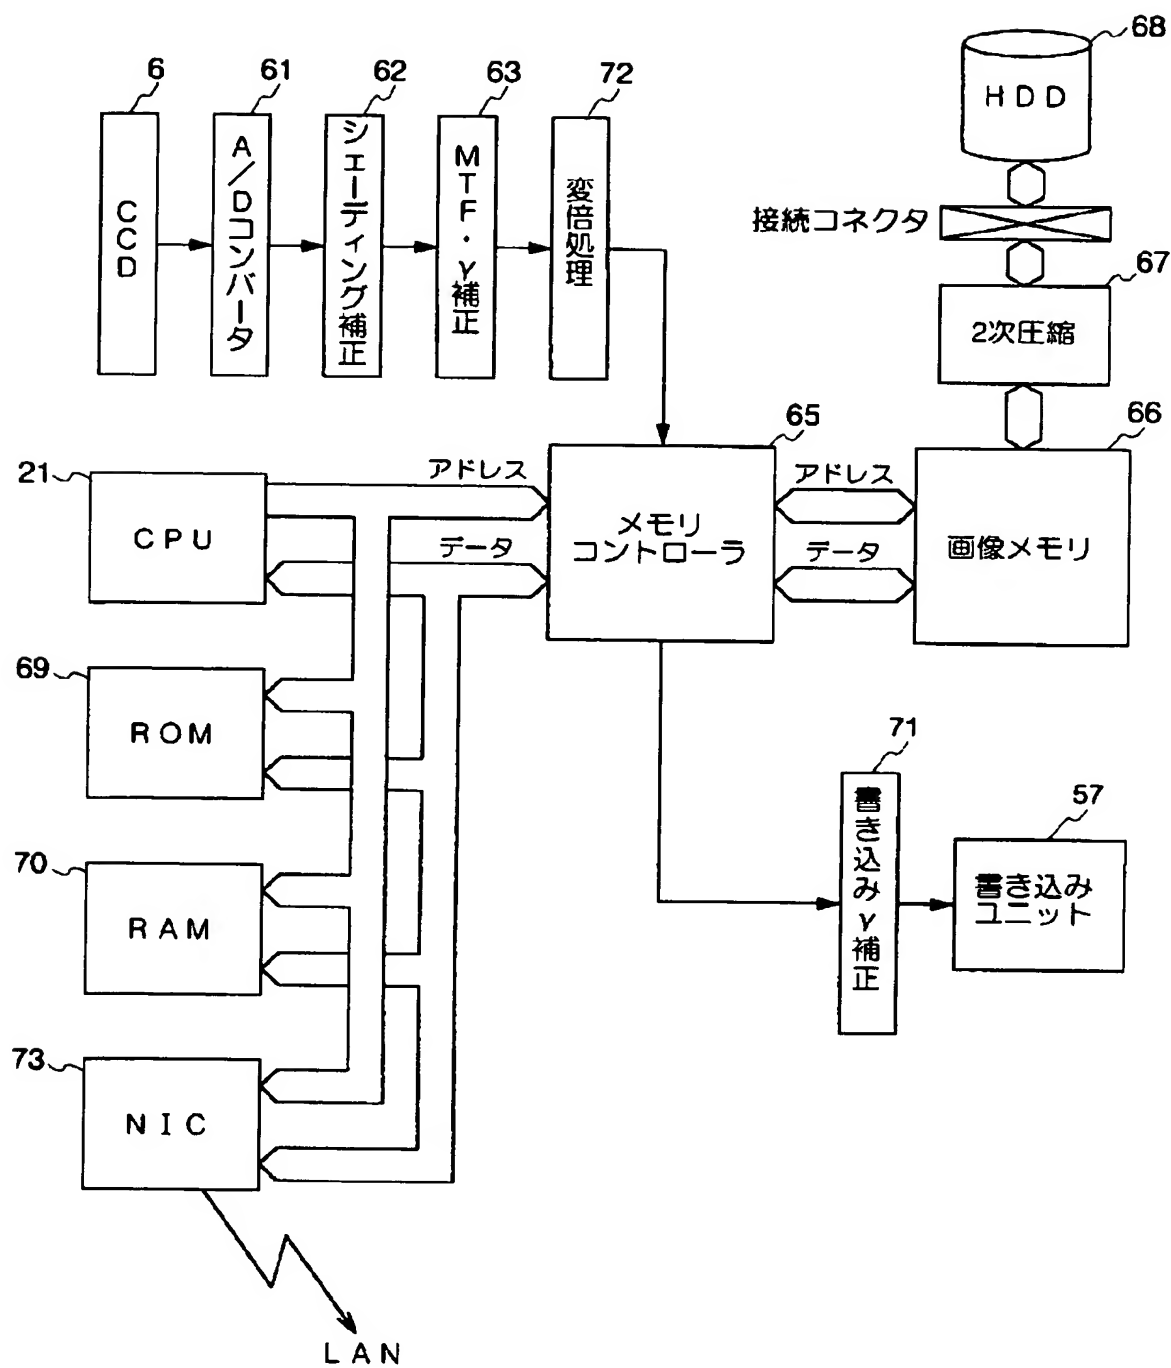 68
HDD
6
61
62
63
72
CCD
A/Dコンバータ
シェーディング補正
MTF・γ補正
変倍処理
接続コネクタ
67
2次圧縮
65
66
21
CPU
アドレス
データ
メモリ
コントローラ
アドレス
データ
画像メモリ
69
ROM
70
RAM
73
NIC
LAN
71
書き込みγ補正
57
書き込み
ユニット